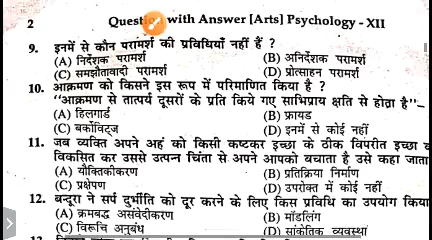 2 Question with Answer [Arts] Psychology - XII
9. इनमें से कौन परामर्श की प्रविधियाँ नहीं हैं ?
(A) निर्देशक परामर्श (B) अनिर्देशक परामर्श
(C) समझौतावादी परामर्श (D) प्रोत्साहन परामर्श
10. आक्रमण को किसने इस रूप में परिमाणित किया है ?
“आक्रमण से तात्पर्य दूसरों के प्रति किये गए साभिप्राय क्षति से होता है”–
(A) हिलगार्ड (B) फ्रायड
(C) बर्कोविट्ज (D) इनमें से कोई नहीं
11. जब व्यक्ति अपने अहं को किसी कष्टकर इच्छा के ठीक विपरीत इच्छा
विकसित कर उससे उत्पन्न चिंता से अपने आपको बचाता है उसे कहा जाता
(A) यौक्तिकीकरण (B) प्रतिक्रिया निर्माण
(C) प्रक्षेपण (D) उपरोक्त में कोई नहीं
12. बन्दूरा ने सर्प दुर्भीति को दूर करने के लिए किस प्रविधि का उपयोग किया
(A) क्रमबद्ध असंवेदीकरण (B) मॉडलिंग
(C) विरूचि अनुबंध (D) सांकेतिक व्यवस्था